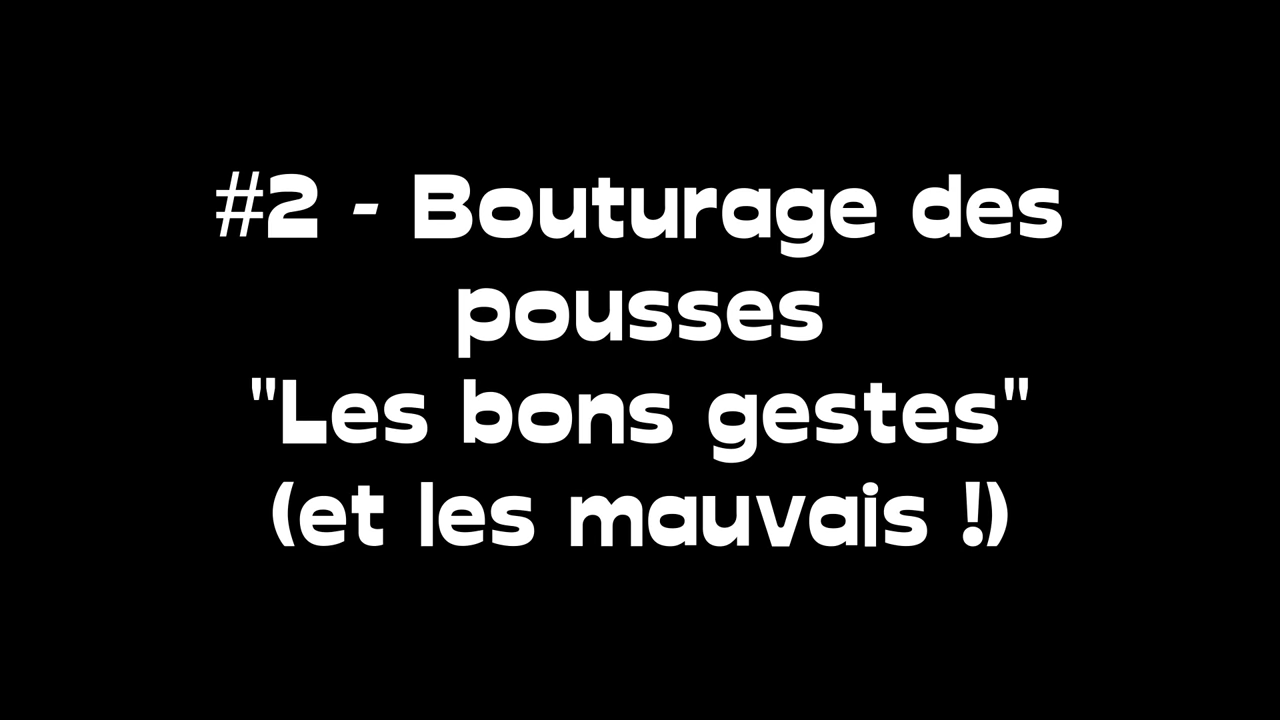 #2 - Bouturage des
pousses
"Les bons gestes"
(et les mauvais !)